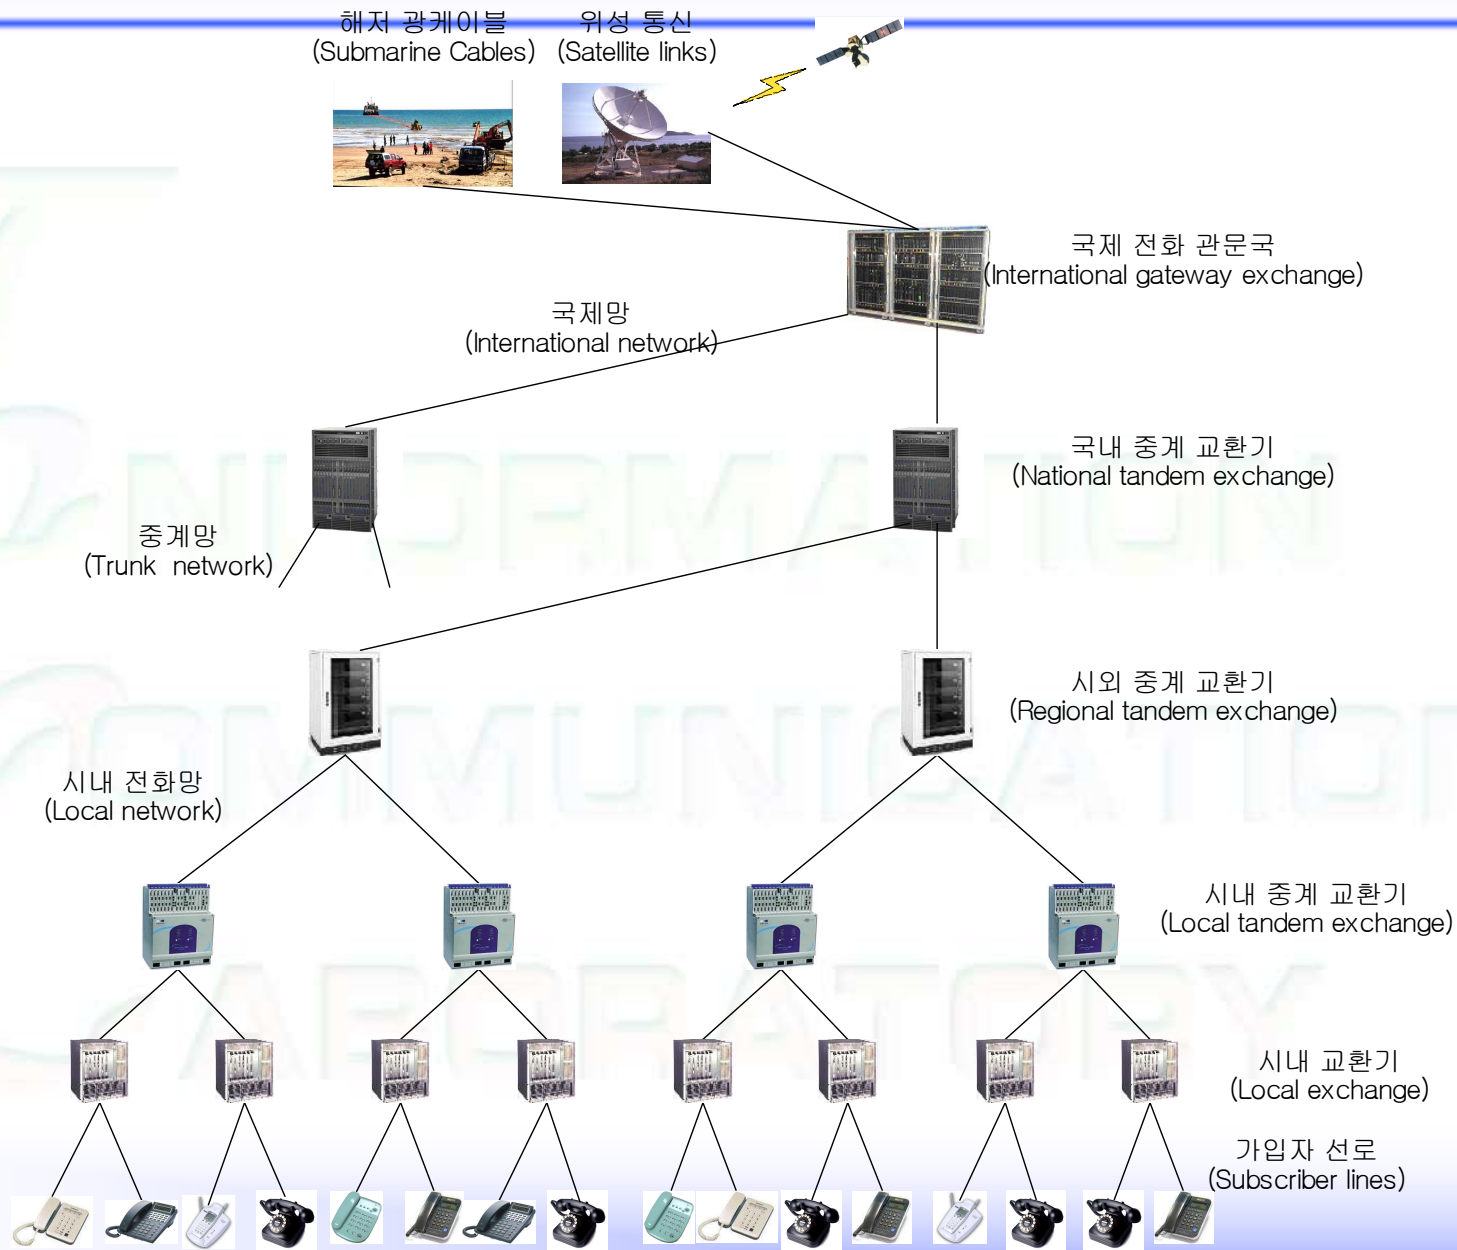 해저 광케이블
(Submarine Cables)
위성 통신
(Satellite links)
국제 전화 관문국
(International gateway exchange)
국제망
(International network)
국내 중계 교환기
(National tandem exchange)
중계망
(Trunk network)
시외 중계 교환기
(Regional tandem exchange)
시내 전화망
(Local network)
시내 중계 교환기
(Local tandem exchange)
시내 교환기
(Local exchange)
가입자 선로
(Subscriber lines)
INFORMATION
COMMUNICATION
LABORATORY